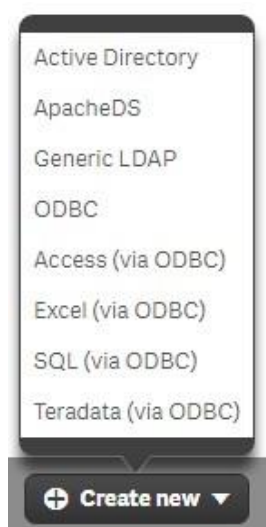 Active Directory
ApacheDS
Generic LDAP
ODBC
Access (via ODBC)
Excel (via ODBC)
SQL (via ODBC)
Teradata (via ODBC)
Create new